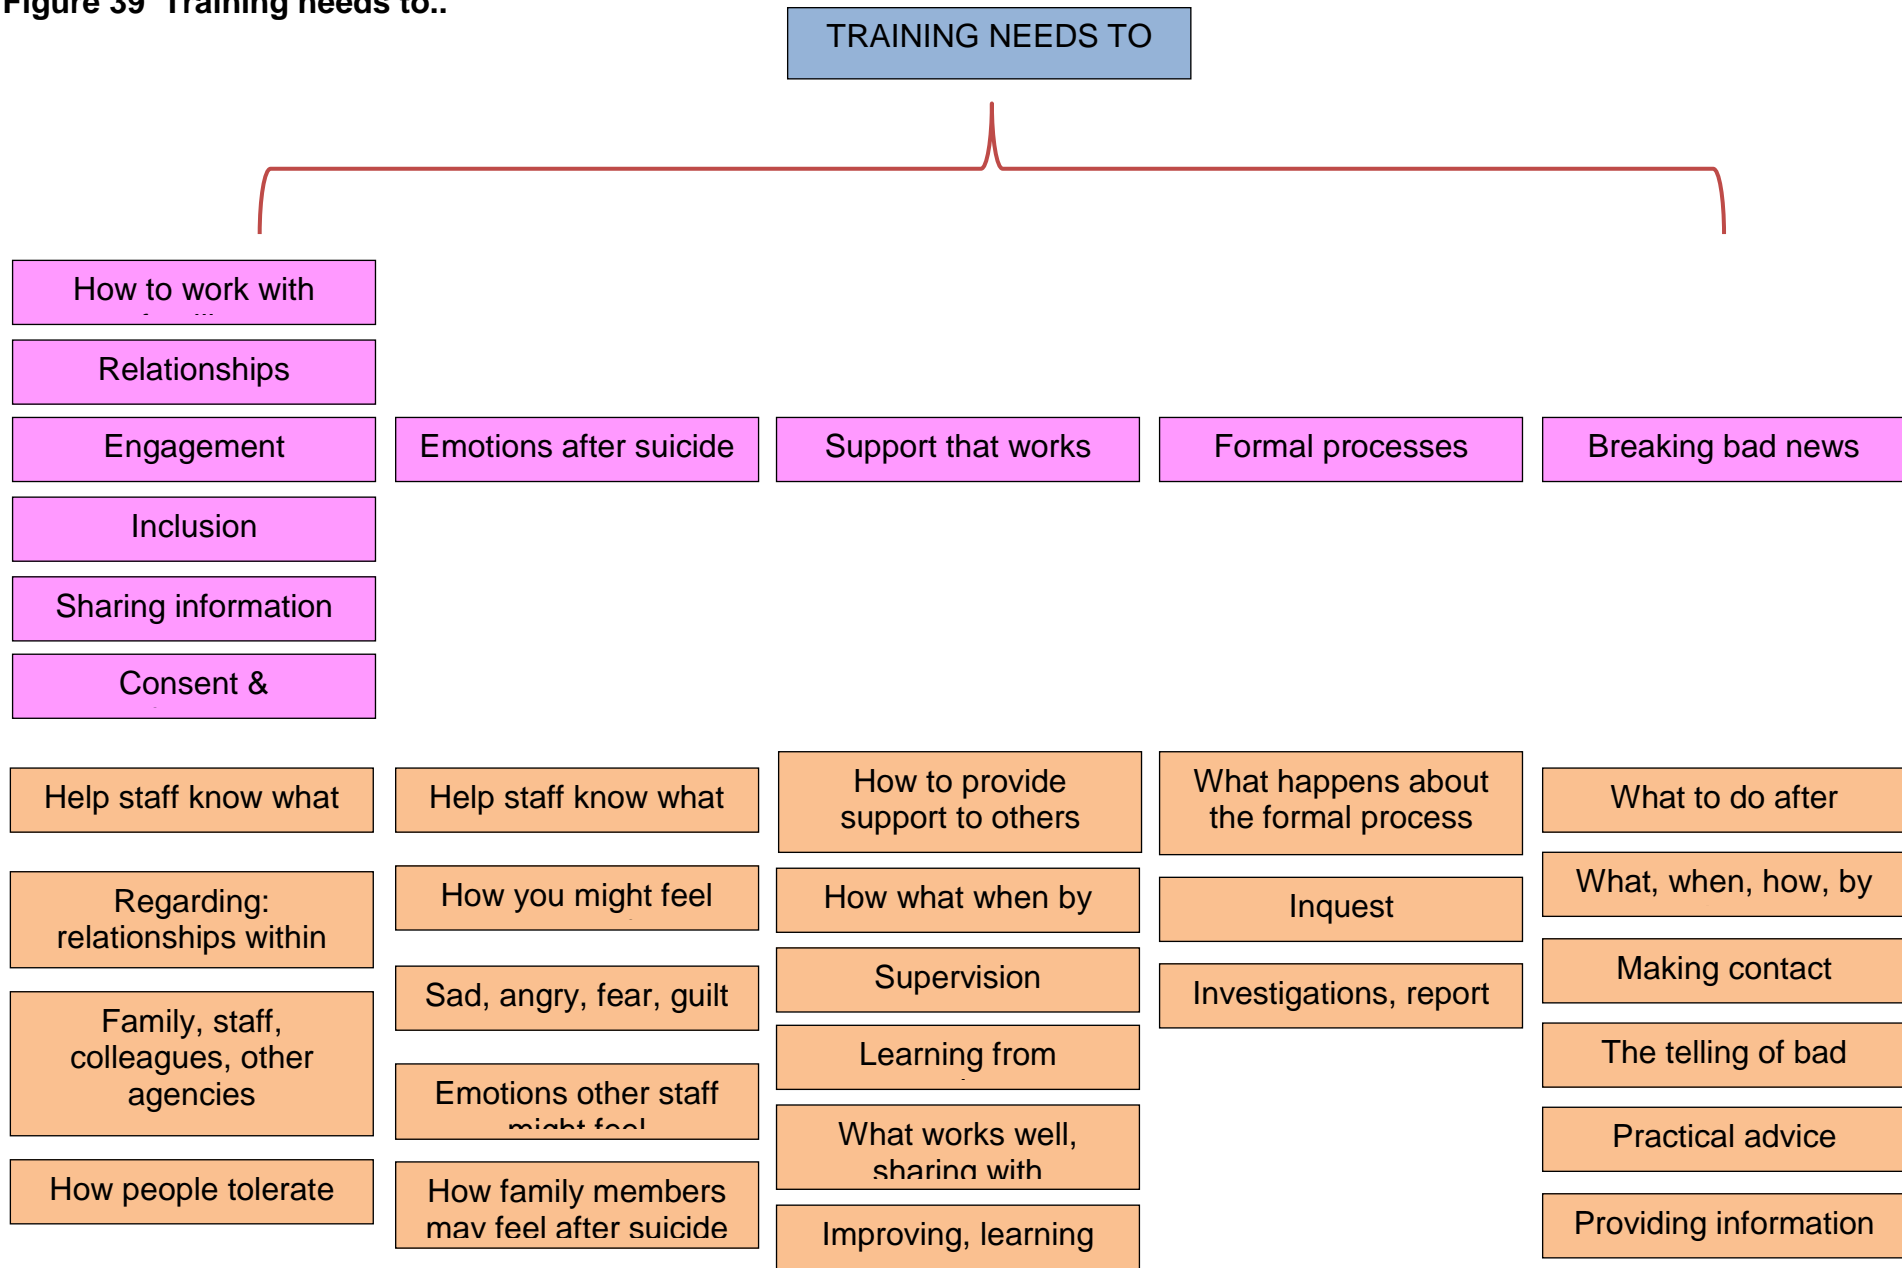 Figure 39 Training needs to..
TRAINING NEEDS TO
How to work with
Relationships
Engagement
Inclusion
Sharing information
Consent &
Emotions after suicide
Support that works
Formal processes
Breaking bad news
Help staff know what
Regarding:
relationships within
Family, staff,
colleagues, other
agencies
How people tolerate
Help staff know what
How you might feel
Sad, angry, fear, guilt
Emotions other staff
might feel
How family members
may feel after suicide
How to provide
support to others
How what when by
Supervision
Learning from
What works well,
sharing with
Improving, learning
What happens about
the formal process
Inquest
Investigations, report
What to do after
What, when, how, by
Making contact
The telling of bad
Practical advice
Providing information